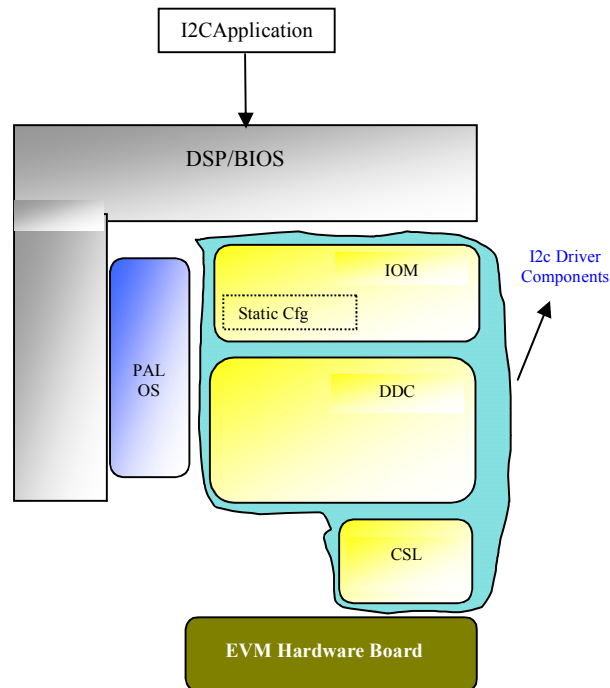 I2CApplication
DSP/BIOS
I2c Driver
Components
IOM
Static Cfg
PAL
OS
DDC
CSL
EVM Hardware Board